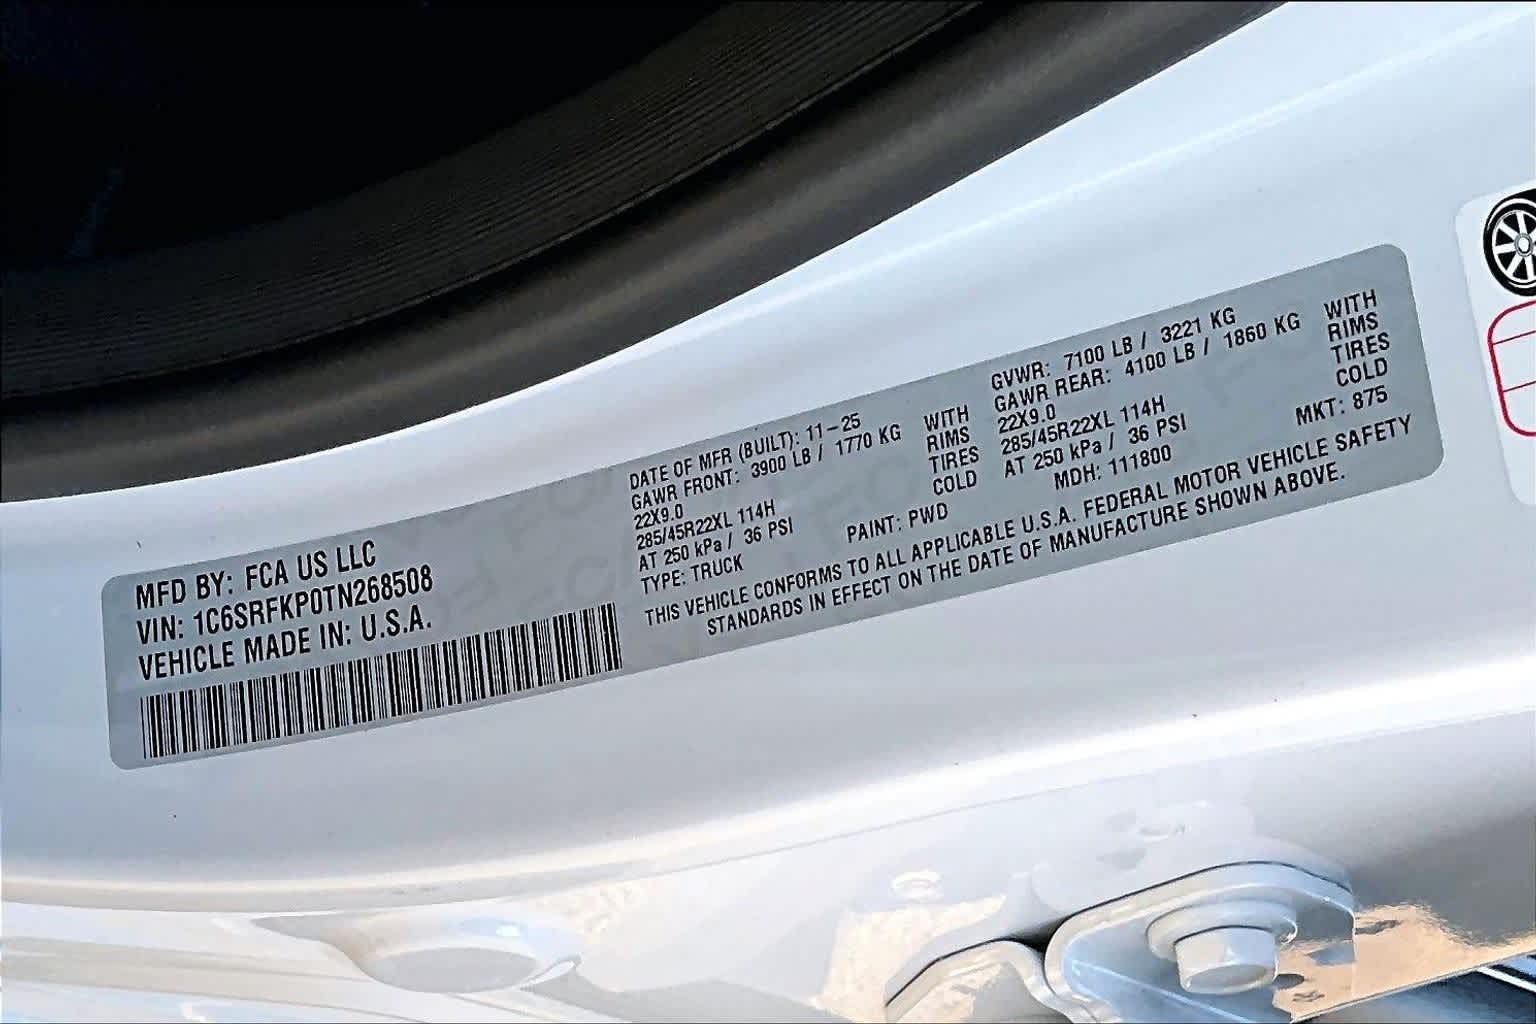 MFD BY: FCA US LLC
VIN: 1C6SRFKP0TN268508
VEHICLE MADE IN: U.S.A.
DATE OF MFR (BUILT): 11-25
GAWR FRONT: 3900 LB / 1770 KG WITH
22X9.0 RIMS
285/45R22XL 114H TIRES
AT 250 kPa / 36 PSI COLD
TYPE: TRUCK PAINT: PWD
GVWR: 7100 LB / 3221 KG
GAWR REAR: 4100 LB / 1860 KG WITH
22X9.0 RIMS
285/45R22XL 114H TIRES
AT 250 kPa / 36 PSI COLD
MDH: 111800 MKT: 875
THIS VEHICLE CONFORMS TO ALL APPLICABLE U.S.A. FEDERAL MOTOR VEHICLE SAFETY
STANDARDS IN EFFECT ON THE DATE OF MANUFACTURE SHOWN ABOVE.